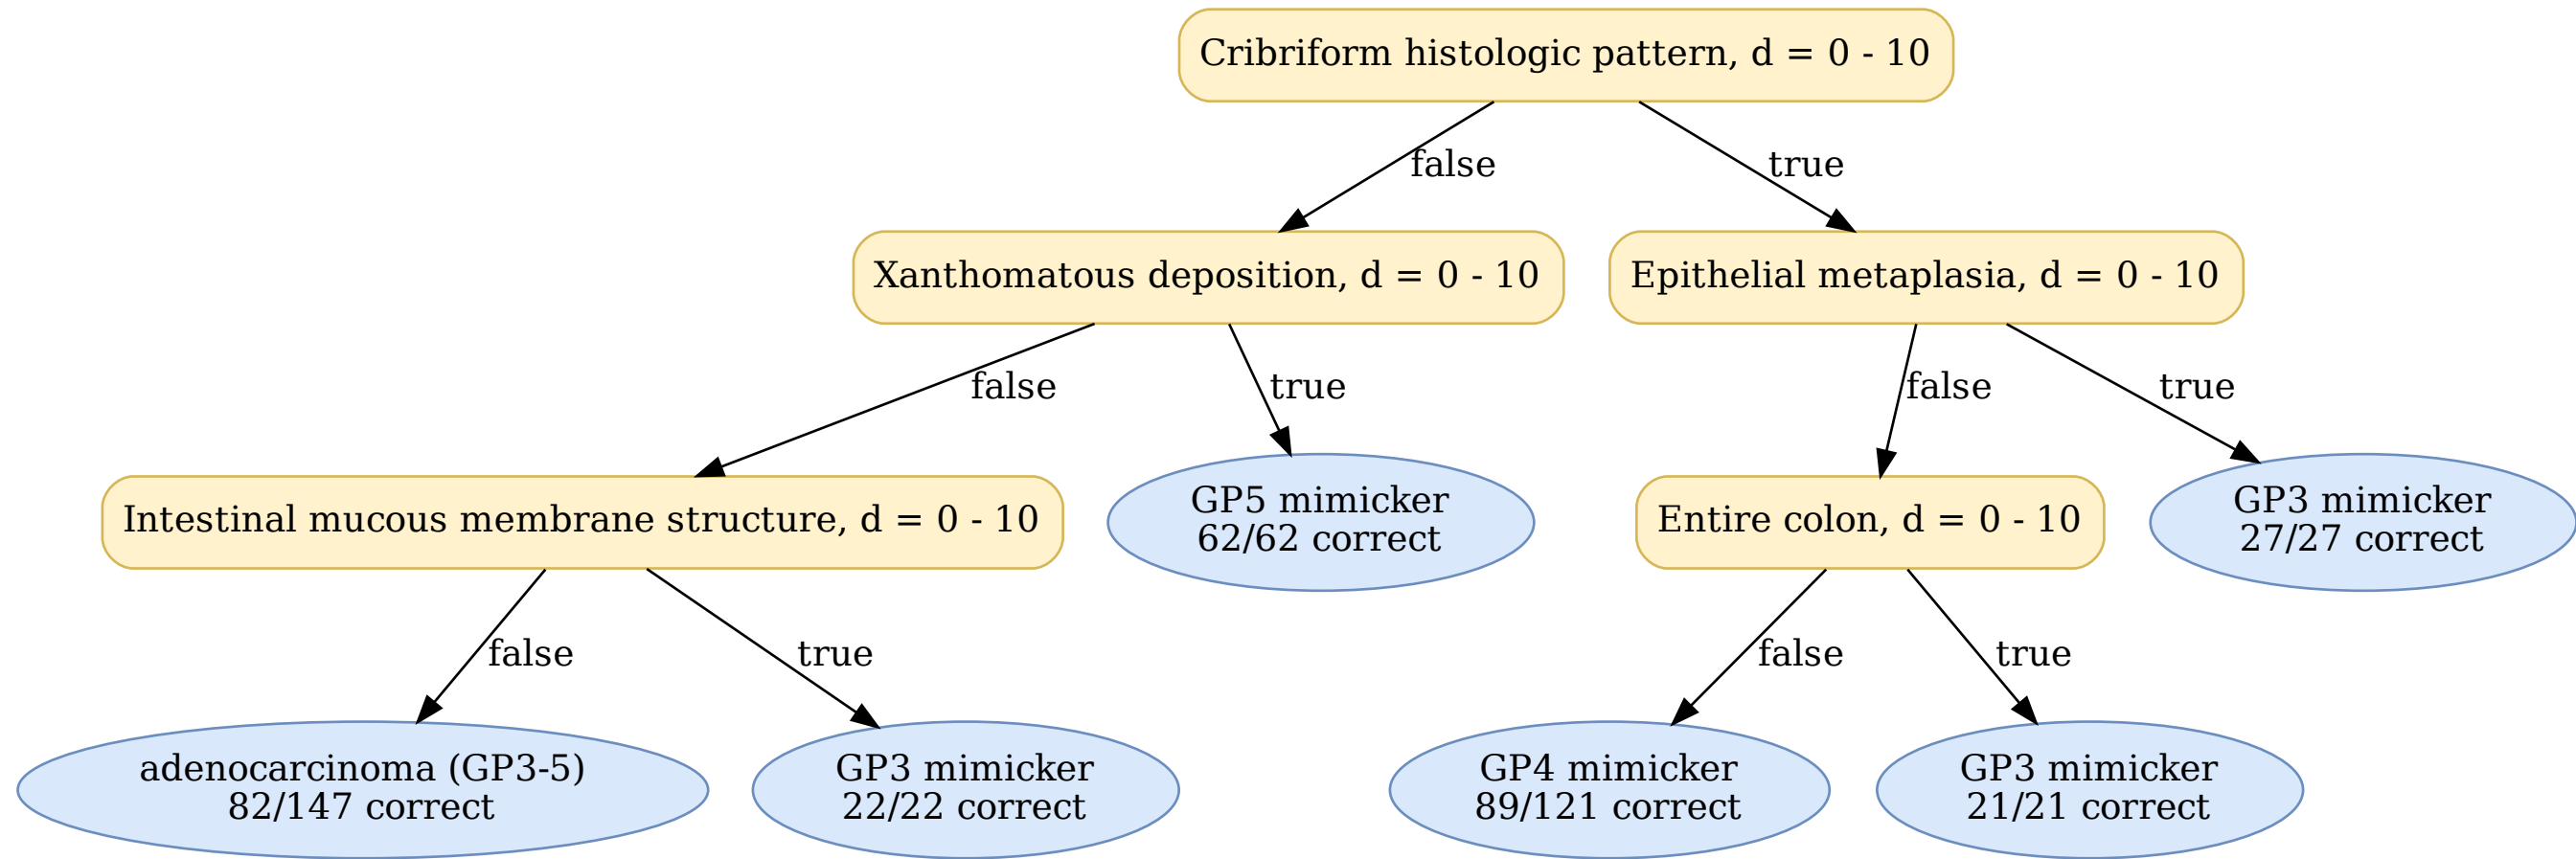 Cribriform histologic pattern, d = 0 - 10
false
true
Xanthomatous deposition, d = 0 - 10
Epithelial metaplasia, d = 0 - 10
false
true
false
true
Intestinal mucous membrane structure, d = 0 - 10
GP5 mimicker
62/62 correct
Entire colon, d = 0 - 10
GP3 mimicker
27/27 correct
false
true
false
true
adenocarcinoma (GP3-5)
82/147 correct
GP3 mimicker
22/22 correct
GP4 mimicker
89/121 correct
GP3 mimicker
21/21 correct